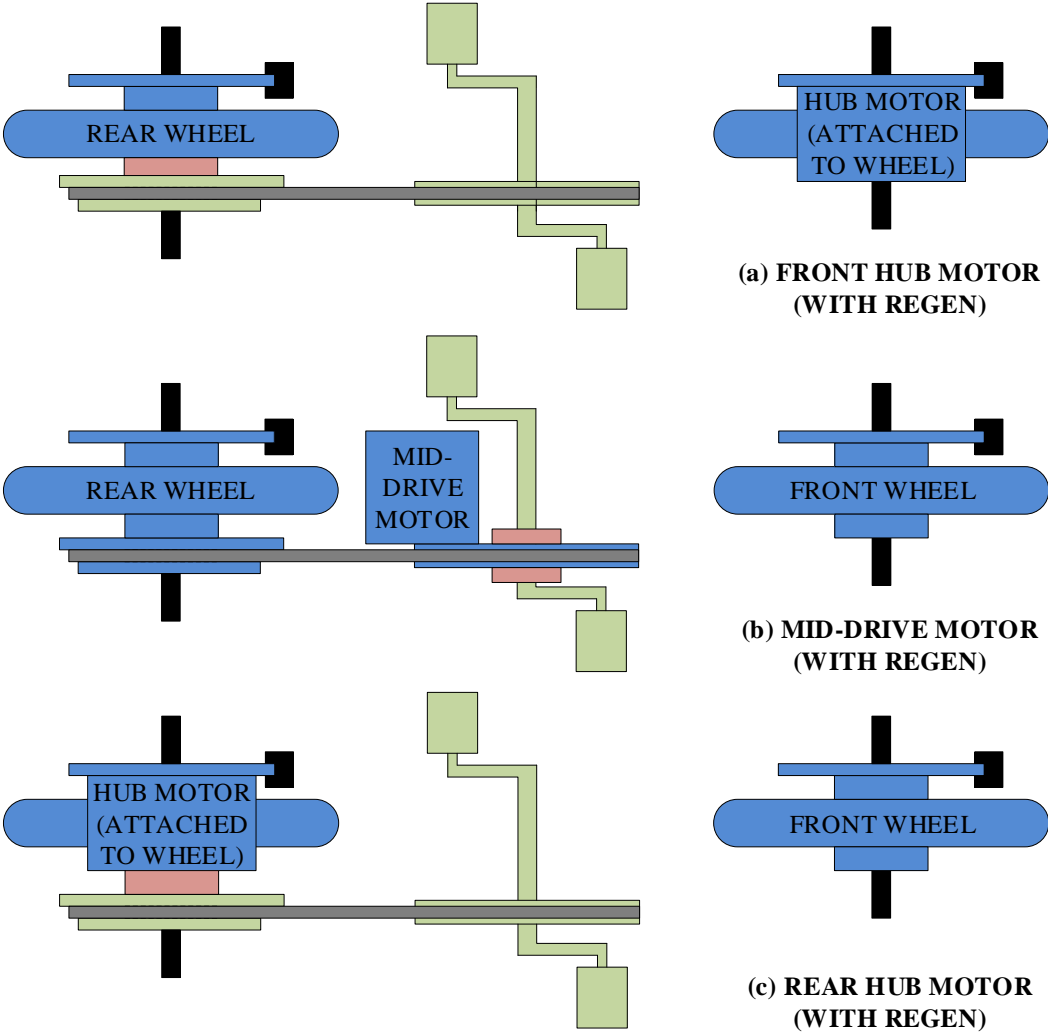 REAR WHEEL
HUB MOTOR
(ATTACHED
TO WHEEL)
(a) FRONT HUB MOTOR
(WITH REGEN)
REAR WHEEL
MID-
DRIVE
MOTOR
FRONT WHEEL
(b) MID-DRIVE MOTOR
(WITH REGEN)
HUB MOTOR
(ATTACHED
TO WHEEL)
FRONT WHEEL
(c) REAR HUB MOTOR
(WITH REGEN)